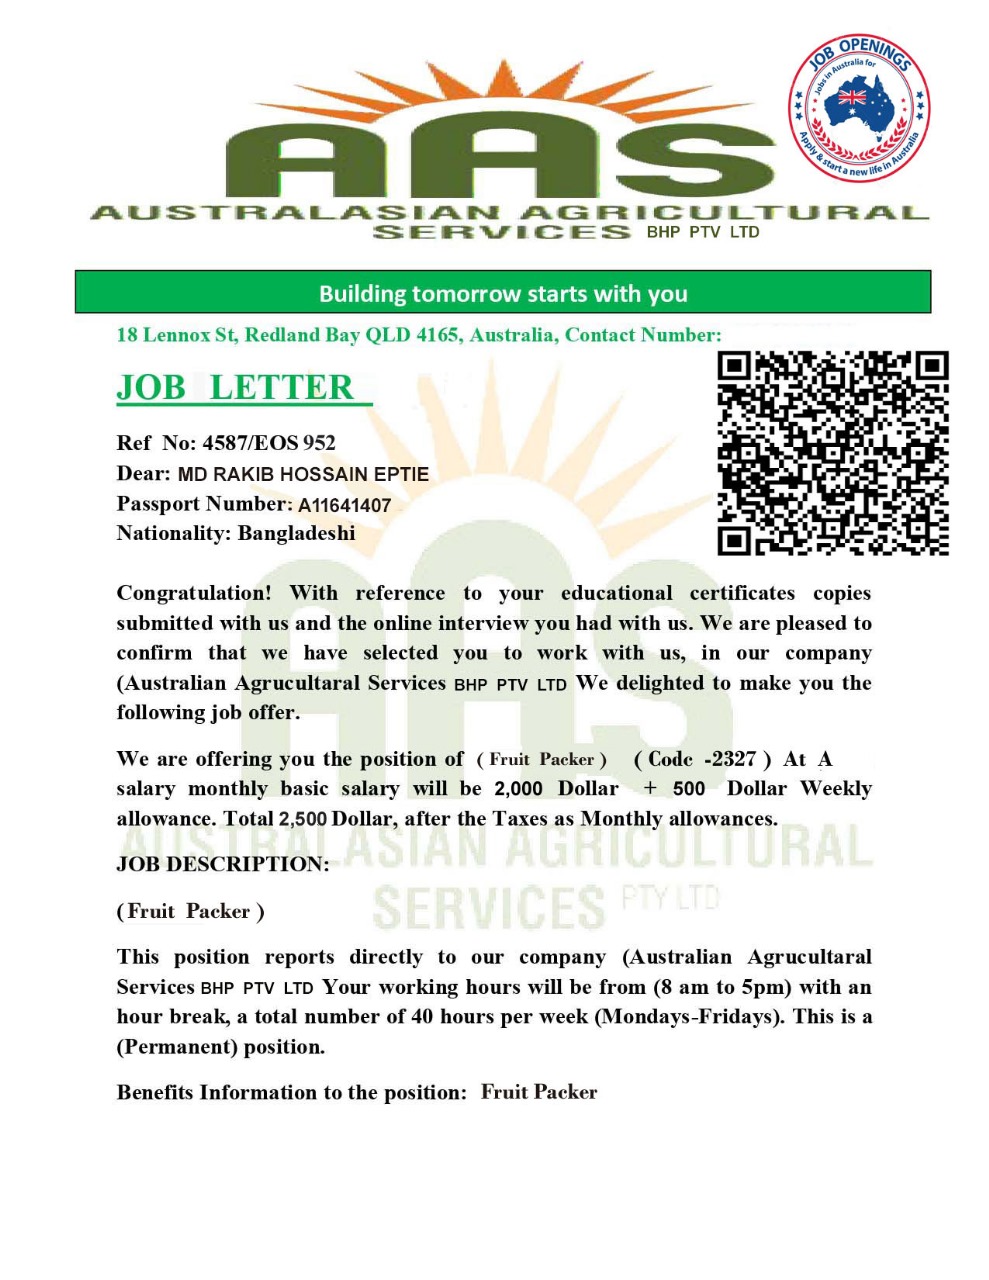 AAS
AUSTRALASIAN AGRICULTURAL
SERVICES BHP PTV LTD
JOB OPENINGS
Jobs in Australia for
Apply & start a new life in Australia
Building tomorrow starts with you
18 Lennox St, Redland Bay QLD 4165, Australia, Contact Number:
JOB LETTER
Ref No: 4587/EOS 952
Dear: MD RAKIB HOSSAIN EPTIE
Passport Number: A11641407
Nationality: Bangladeshi
Congratulation! With reference to your educational certificates copies
submitted with us and the online interview you had with us. We are pleased to
confirm that we have selected you to work with us, in our company
(Australian Agrucultaral Services BHP PTV LTD We delighted to make you the
following job offer.
We are offering you the position of ( Fruit Packer ) ( Code -2327 ) At A
salary monthly basic salary will be 2,000 Dollar + 500 Dollar Weekly
allowance. Total 2,500 Dollar, after the Taxes as Monthly allowances.
JOB DESCRIPTION:
( Fruit Packer )
This position reports directly to our company (Australian Agrucultaral
Services BHP PTV LTD Your working hours will be from (8 am to 5pm) with an
hour break, a total number of 40 hours per week (Mondays-Fridays). This is a
(Permanent) position.
Benefits Information to the position: Fruit Packer
AAS
AUSTRALASIAN AGRICULTURAL
SERVICES PTY LTD